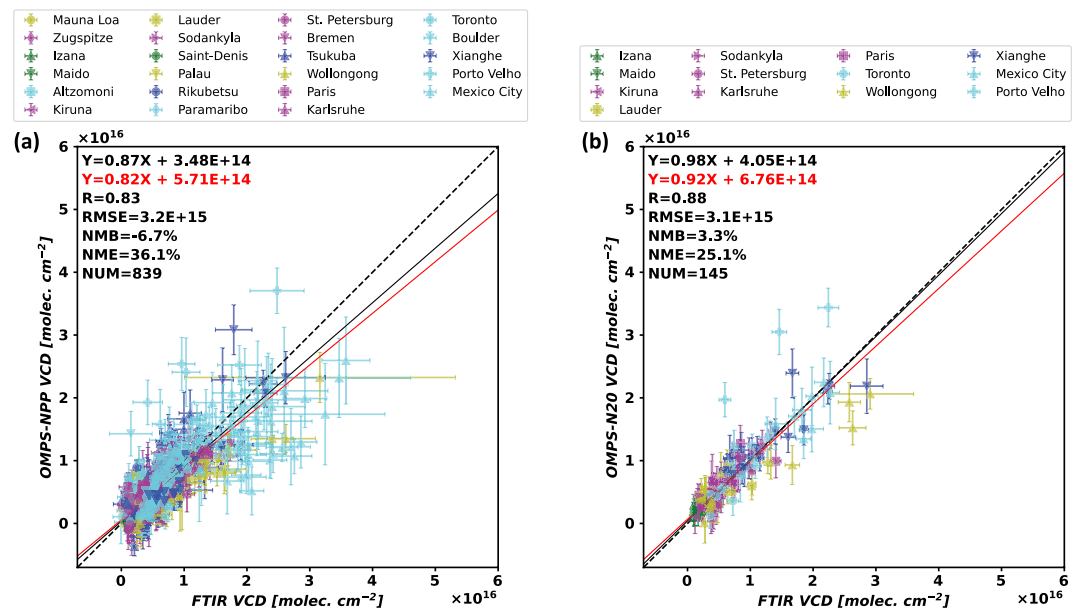 Mauna Loa Lauder St. Petersburg Toronto
Zugspitze Sodankyla Bremen Boulder
Izana Saint-Denis Tsukuba Xianghe
Maido Palau Wollongong Porto Velho
Altzomoni Rikubetsu Paris Mexico City
Kiruna Paramaribo Karlsruhe
(a)
×10¹⁶
Y=0.87X + 3.48E+14
Y=0.82X + 5.71E+14
R=0.83
RMSE=3.2E+15
NMB=-6.7%
NME=36.1%
NUM=839
OMPS-NPP VCD [molec. cm⁻²]
6
5
4
3
2
1
0
0 1 2 3 4 5 6
FTIR VCD [molec. cm⁻²]
×10¹⁶
Izana Sodankyla Paris Xianghe
Maido St. Petersburg Toronto Mexico City
Kiruna Karlsruhe Wollongong Porto Velho
Lauder
(b)
×10¹⁶
Y=0.98X + 4.05E+14
Y=0.92X + 6.76E+14
R=0.88
RMSE=3.1E+15
NMB=3.3%
NME=25.1%
NUM=145
OMPS-N20 VCD [molec. cm⁻²]
6
5
4
3
2
1
0
0 1 2 3 4 5 6
FTIR VCD [molec. cm⁻²]
×10¹⁶